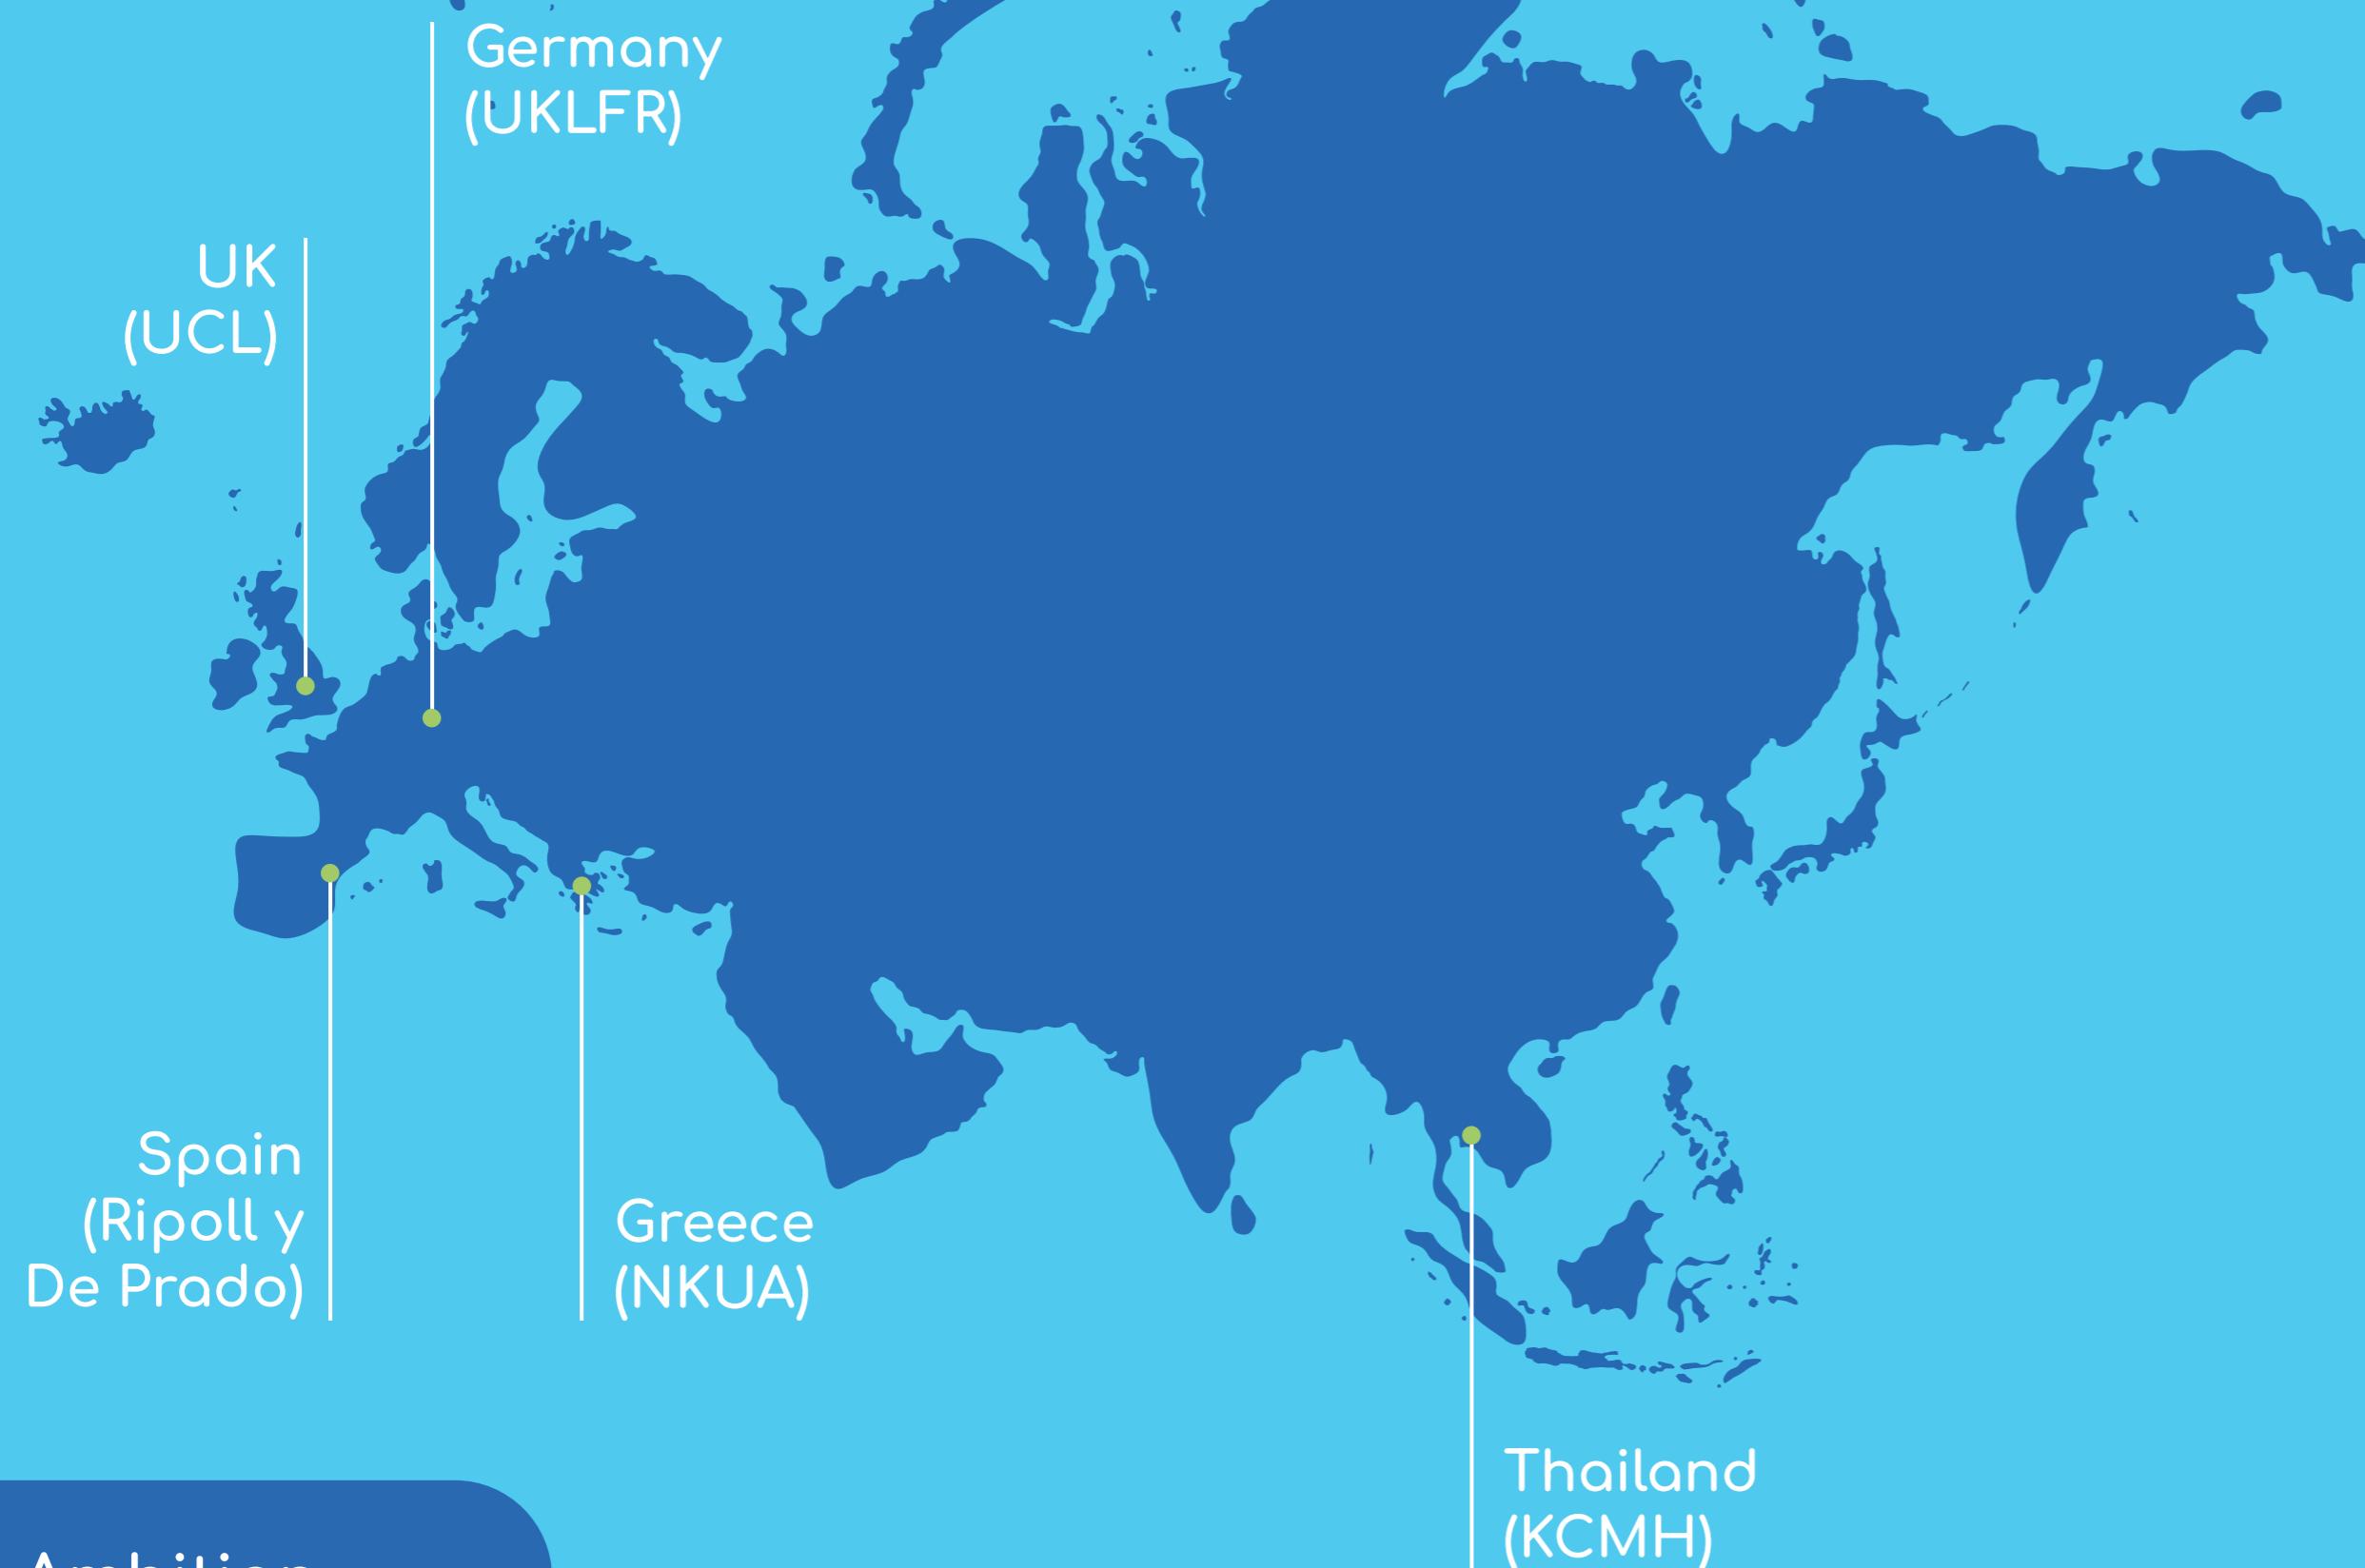 Germany
(UKLFR)
UK
(UCL)
Spain
(Ripoll y
De Prado)
Greece
(NKUA)
Thailand
(KCMH)